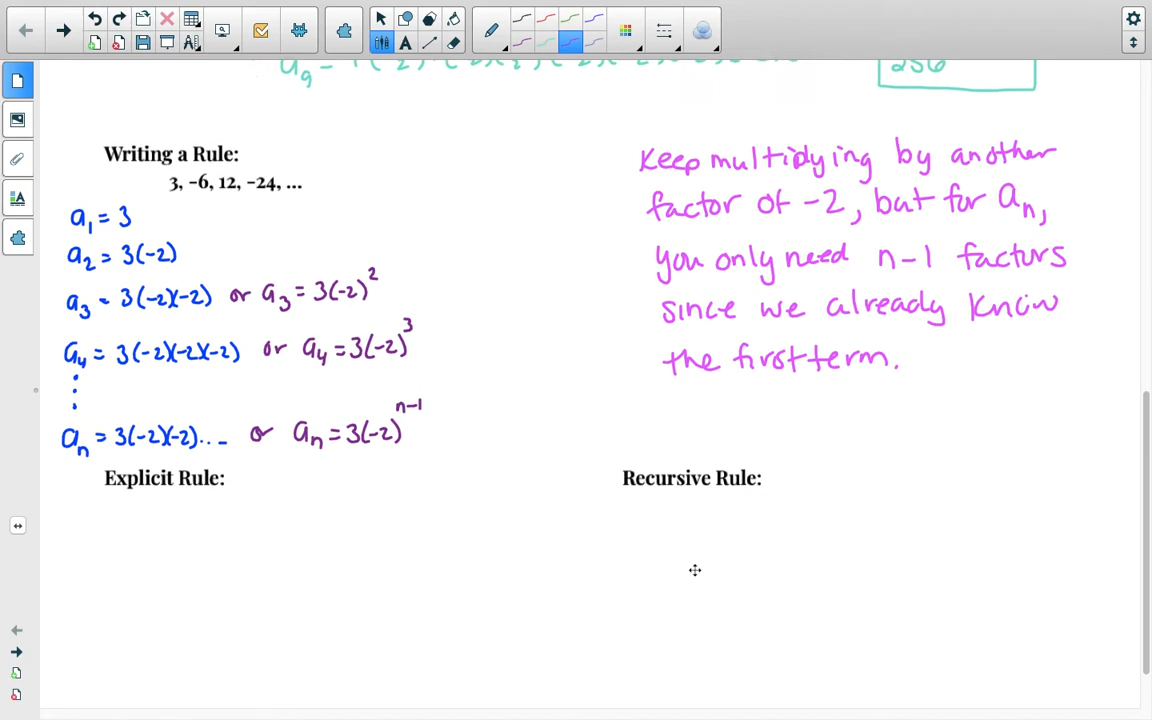 256
Writing a Rule:
3, -6, 12, -24, ...
a₁ = 3
a₂ = 3(-2)
a₃ = 3(-2)(-2) or a₃ = 3(-2)²
a₄ = 3(-2)(-2)(-2) or a₄ = 3(-2)³
⋮
aₙ = 3(-2)(-2)... or aₙ = 3(-2)ⁿ⁻¹
Keep multiplying by another
factor of -2, but for aₙ,
you only need n-1 factors
since we already know
the first term.
Explicit Rule:
Recursive Rule: